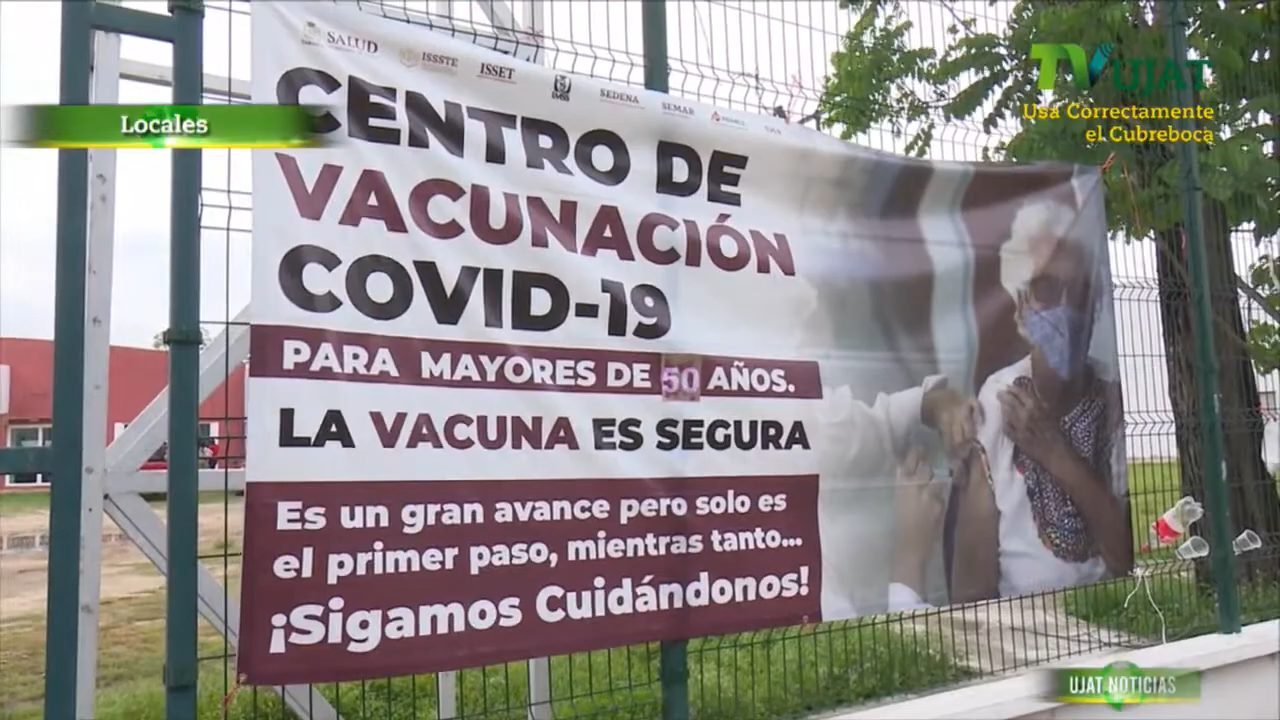 SALUD
ISSSTE
ISSET
IMSS
SEDENA
SEMAR
TV UJAT
Usa Correctamente
el Cubreboca
Locales
CENTRO DE
VACUNACIÓN
COVID-19
PARA MAYORES DE 50 AÑOS.
LA VACUNA ES SEGURA
Es un gran avance pero solo es
el primer paso, mientras tanto...
¡Sigamos Cuidándonos!
UJAT NOTICIAS